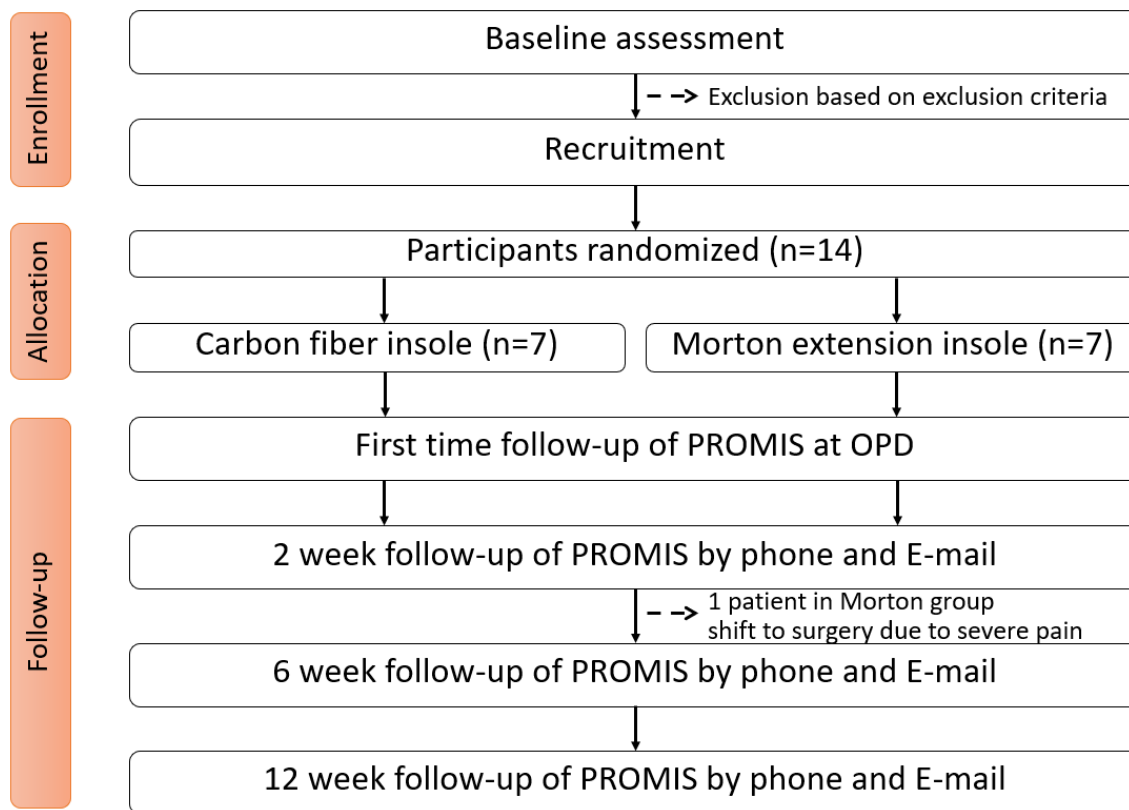 Enrollment
Baseline assessment
Exclusion based on exclusion criteria
Recruitment
Allocation
Participants randomized (n=14)
Carbon fiber insole (n=7)
Morton extension insole (n=7)
Follow-up
First time follow-up of PROMIS at OPD
2 week follow-up of PROMIS by phone and E-mail
1 patient in Morton group
shift to surgery due to severe pain
6 week follow-up of PROMIS by phone and E-mail
12 week follow-up of PROMIS by phone and E-mail